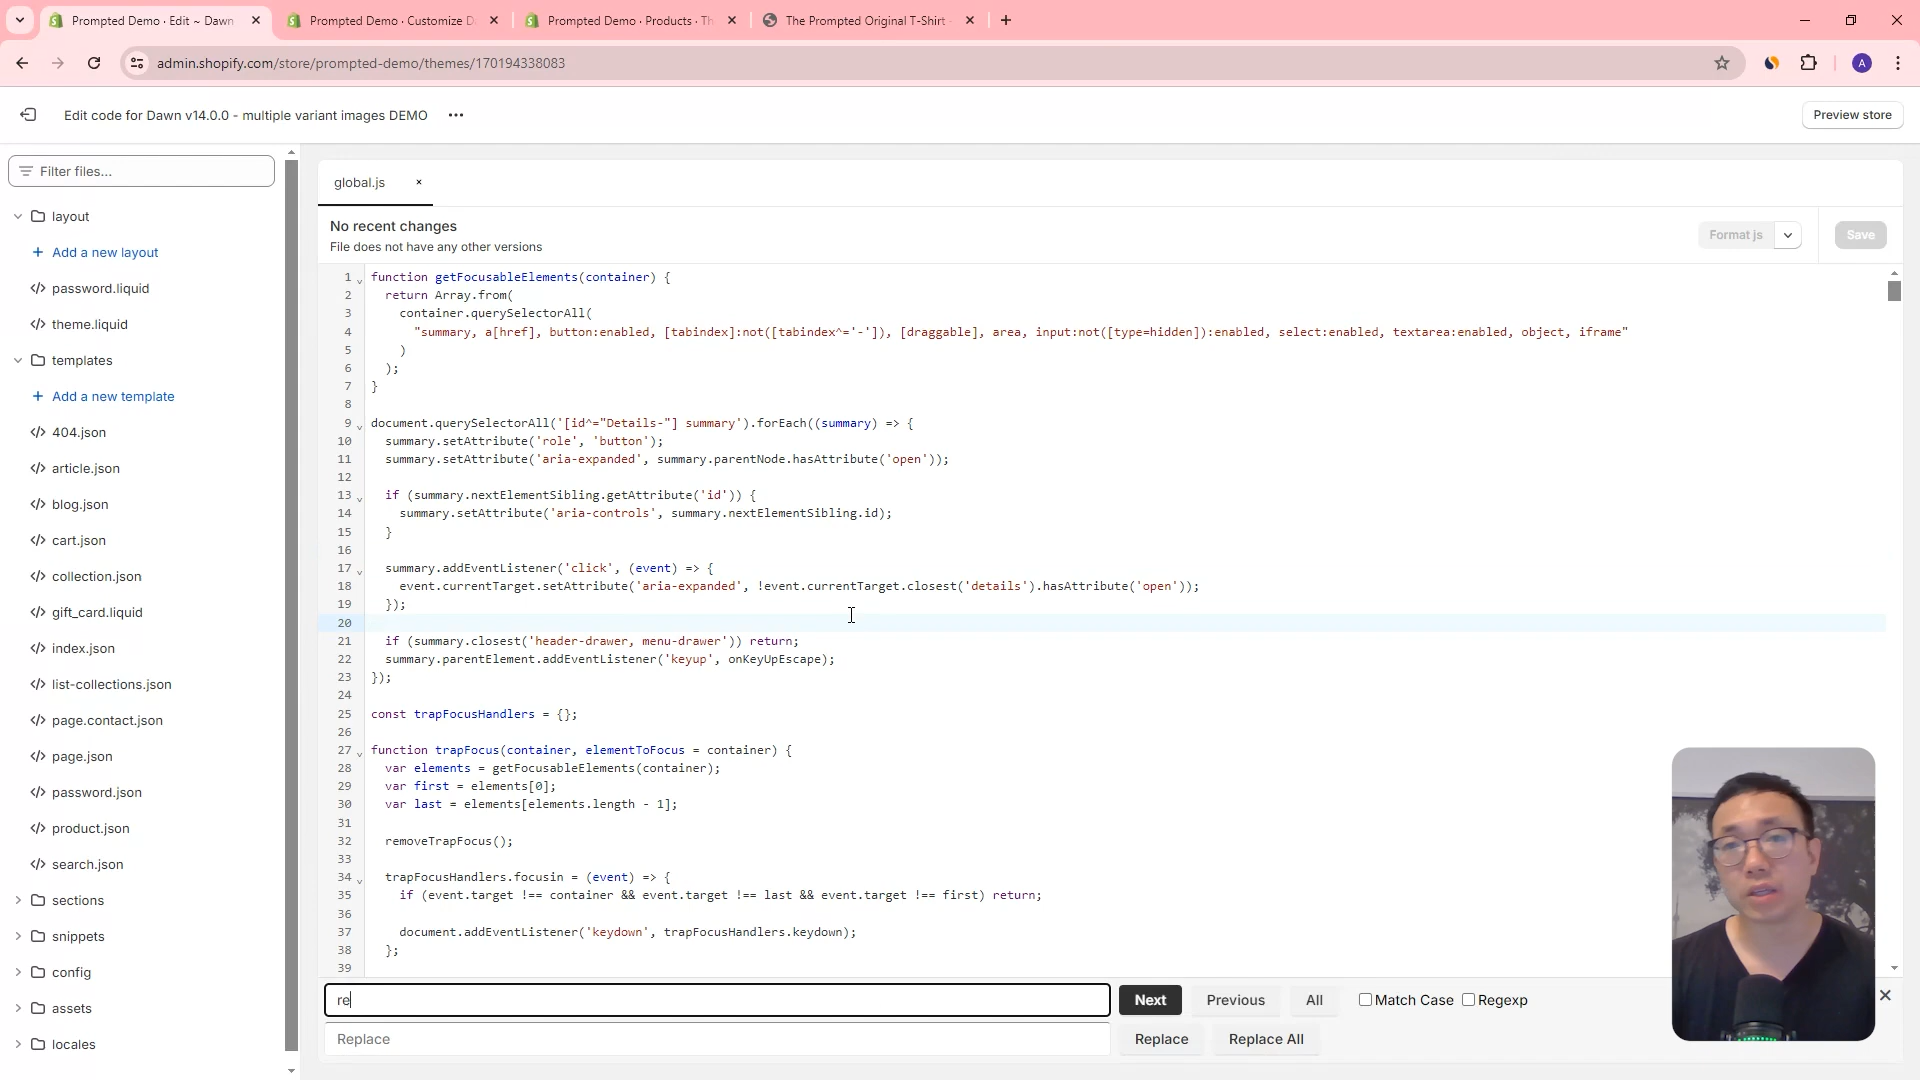 Prompted Demo · Edit ~ Dawn
Prompted Demo · Customize D
Prompted Demo · Products · Th
The Prompted Original T-Shirt
admin.shopify.com/store/prompted-demo/themes/170194338083
A
Edit code for Dawn v14.0.0 - multiple variant images DEMO
Preview store
Filter files...
layout
Add a new layout
password.liquid
theme.liquid
templates
Add a new template
404.json
article.json
blog.json
cart.json
collection.json
gift_card.liquid
index.json
list-collections.json
page.contact.json
page.json
password.json
product.json
search.json
sections
snippets
config
assets
locales
global.js
No recent changes
File does not have any other versions
Format js
Save
1 function getFocusableElements(container) {
2 return Array.from(
3 container.querySelectorAll(
4 "summary, a[href], button:enabled, [tabindex]:not([tabindex^='-']), [draggable], area, input:not([type=hidden]):enabled, select:enabled, textarea:enabled, object, iframe"
5 )
6 );
7 }
8
9 document.querySelectorAll('[id^="Details-"] summary').forEach((summary) => {
10 summary.setAttribute('role', 'button');
11 summary.setAttribute('aria-expanded', summary.parentNode.hasAttribute('open'));
12
13 if (summary.nextElementSibling.getAttribute('id')) {
14 summary.setAttribute('aria-controls', summary.nextElementSibling.id);
15 }
16
17 summary.addEventListener('click', (event) => {
18 event.currentTarget.setAttribute('aria-expanded', !event.currentTarget.closest('details').hasAttribute('open'));
19 });
20
21 if (summary.closest('header-drawer, menu-drawer')) return;
22 summary.parentElement.addEventListener('keyup', onKeyUpEscape);
23 });
24
25 const trapFocusHandlers = {};
26
27 function trapFocus(container, elementToFocus = container) {
28 var elements = getFocusableElements(container);
29 var first = elements[0];
30 var last = elements[elements.length - 1];
31
32 removeTrapFocus();
33
34 trapFocusHandlers.focusin = (event) => {
35 if (event.target !== container && event.target !== last && event.target !== first) return;
36
37 document.addEventListener('keydown', trapFocusHandlers.keydown);
38 };
39
re
Next
Previous
All
Match Case
Regexp
Replace
Replace
Replace All